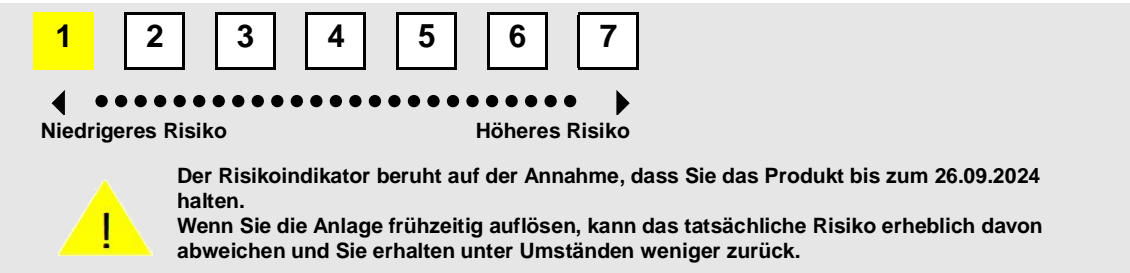 1 2 3 4 5 6 7
Niedrigeres Risiko Höheres Risiko
Der Risikoindikator beruht auf der Annahme, dass Sie das Produkt bis zum 26.09.2024
halten.
Wenn Sie die Anlage frühzeitig auflösen, kann das tatsächliche Risiko erheblich davon
abweichen und Sie erhalten unter Umständen weniger zurück.
!